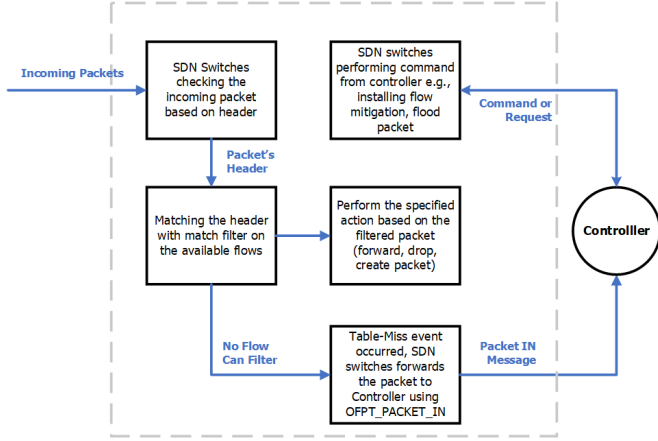 Incoming Packets
SDN Switches
checking the
incoming packet
based on header
SDN switches
performing command
from controller e.g.,
installing flow
mitigation, flood
packet
Command or
Request
Packet's
Header
Matching the header
with match filter on
the available flows
Perform the specified
action based on the
filtered packet
(forward, drop,
create packet)
Controlller
No Flow
Can Filter
Table-Miss event
occurred, SDN
switches forwards
the packet to
Controller using
OFPT_PACKET_IN
Packet IN
Message